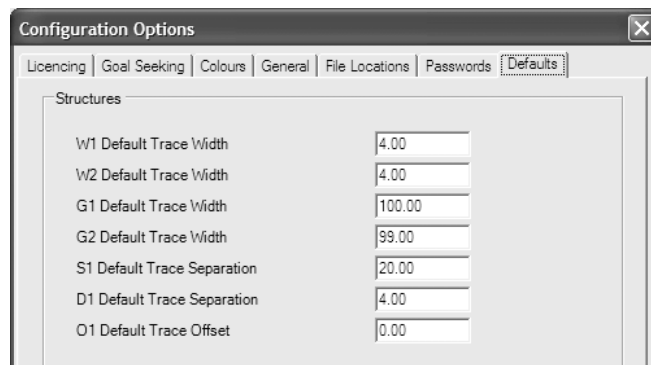 Configuration Options
Licencing Goal Seeking Colours General File Locations Passwords Defaults
Structures
W1 Default Trace Width 4.00
W2 Default Trace Width 4.00
G1 Default Trace Width 100.00
G2 Default Trace Width 99.00
S1 Default Trace Separation 20.00
D1 Default Trace Separation 4.00
O1 Default Trace Offset 0.00